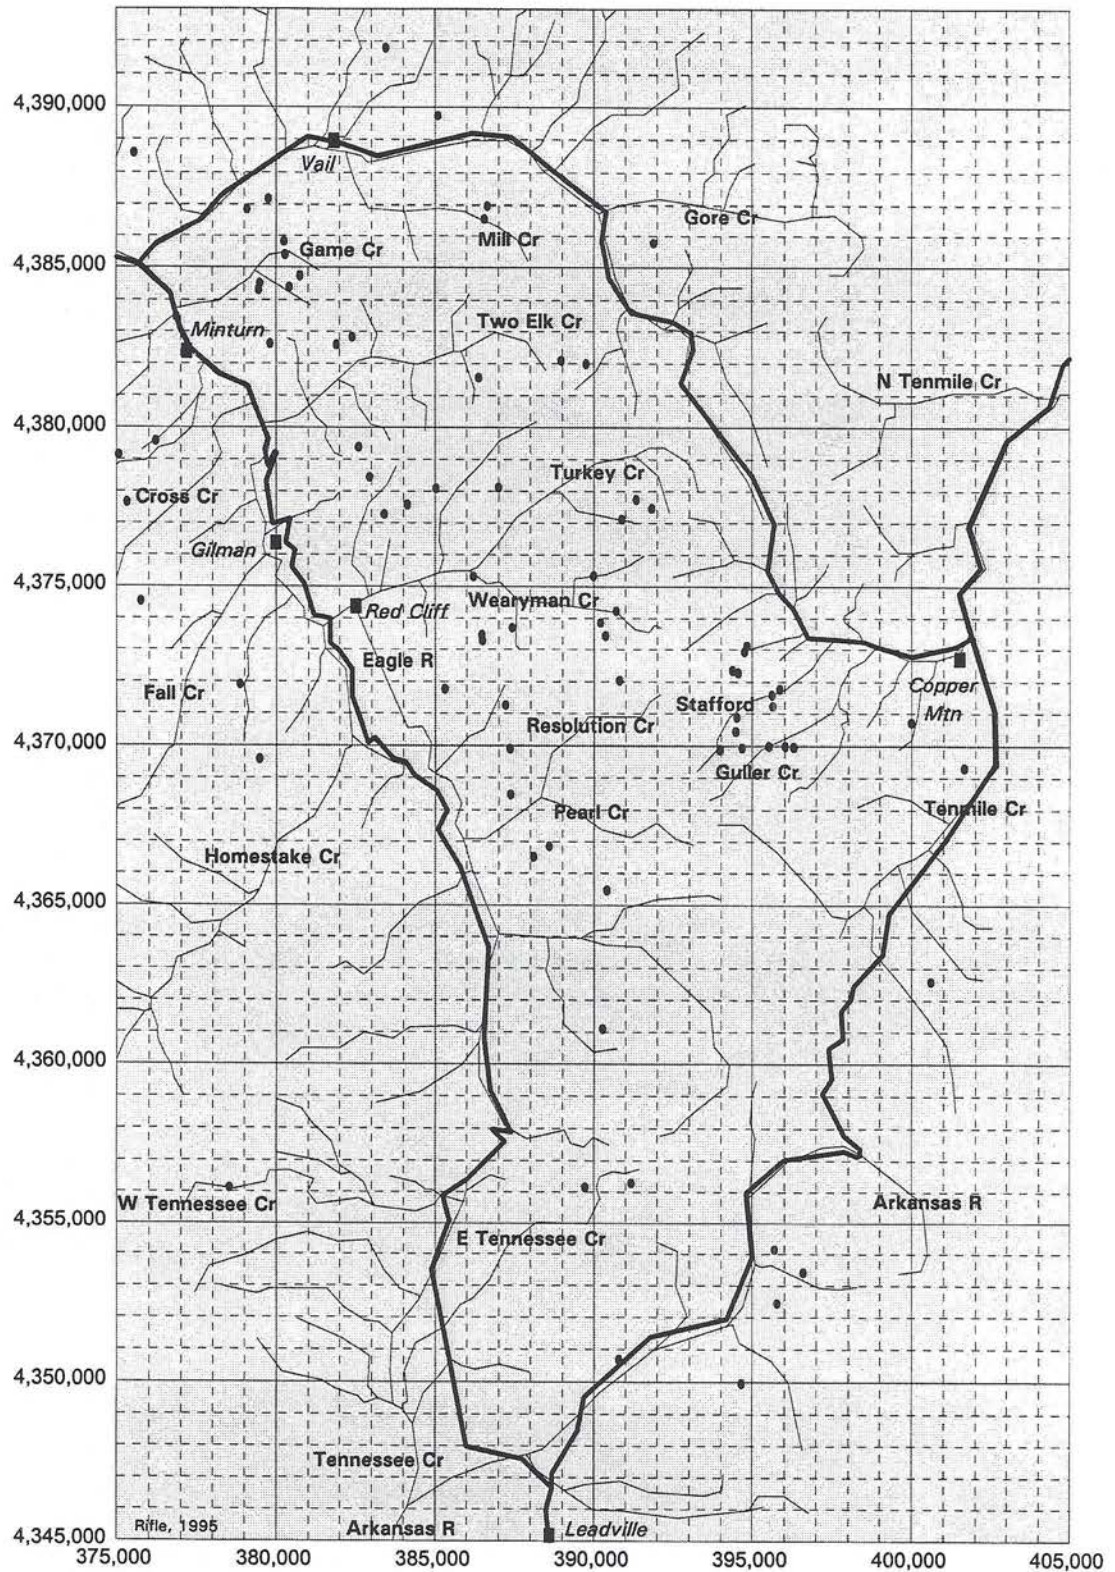 4,390,000
Vail
Gore Cr
Mill Cr
Game Cr
4,385,000
Minturn
Two Elk Cr
N Tenmile Cr
4,380,000
Turkey Cr
Cross Cr
Gilman
4,375,000
Wearyman Cr
Red Cliff
Eagle R
Fall Cr
Copper
Mtn
Stafford
Resolution Cr
4,370,000
Guller Cr
Pearl Cr
Tenmile Cr
Homestake Cr
4,365,000
4,360,000
W Tennessee Cr
Arkansas R
4,355,000
E Tennessee Cr
4,350,000
Tennessee Cr
Rifle, 1995
Arkansas R
Leadville
4,345,000
375,000 380,000 385,000 390,000 395,000 400,000 405,000